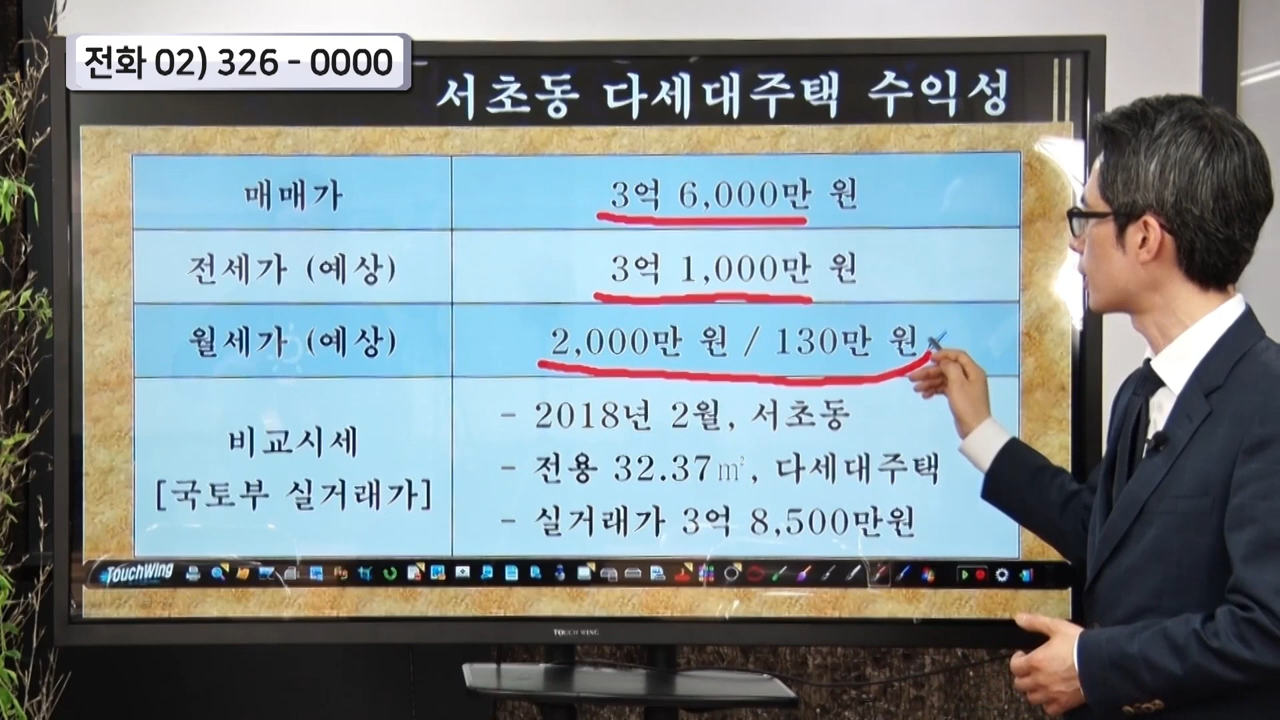 전화 02) 326 - 0000
서초동 다세대주택 수익성
매매가
3억 6,000만 원
전세가 (예상)
3억 1,000만 원
월세가 (예상)
2,000만 원 / 130만 원
비교시세
[국토부 실거래가]
- 2018년 2월, 서초동
- 전용 32.37㎡, 다세대주택
- 실거래가 3억 8,500만원
TouchWing
TOUCH WING